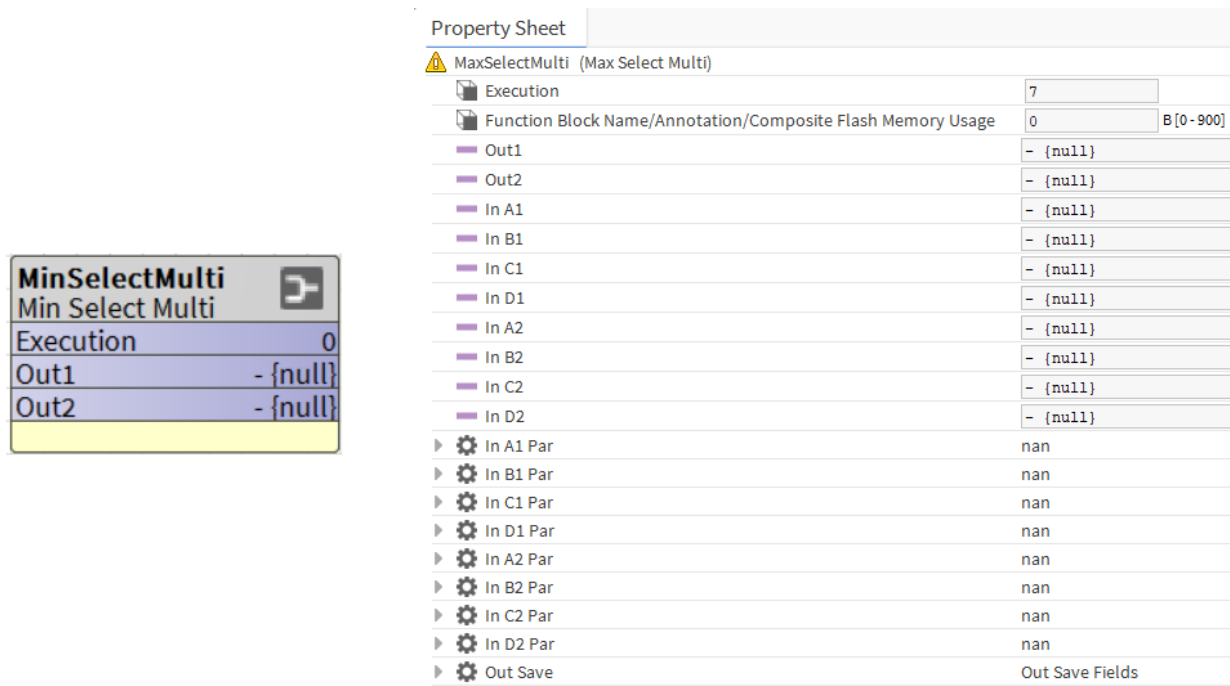 MinSelectMulti
Min Select Multi
Execution 0
Out1 - {null}
Out2 - {null}
Property Sheet
MaxSelectMulti (Max Select Multi)
Execution 7
Function Block Name/Annotation/Composite Flash Memory Usage 0 B [0 - 900]
Out1 - {null}
Out2 - {null}
In A1 - {null}
In B1 - {null}
In C1 - {null}
In D1 - {null}
In A2 - {null}
In B2 - {null}
In C2 - {null}
In D2 - {null}
In A1 Par nan
In B1 Par nan
In C1 Par nan
In D1 Par nan
In A2 Par nan
In B2 Par nan
In C2 Par nan
In D2 Par nan
Out Save Out Save Fields